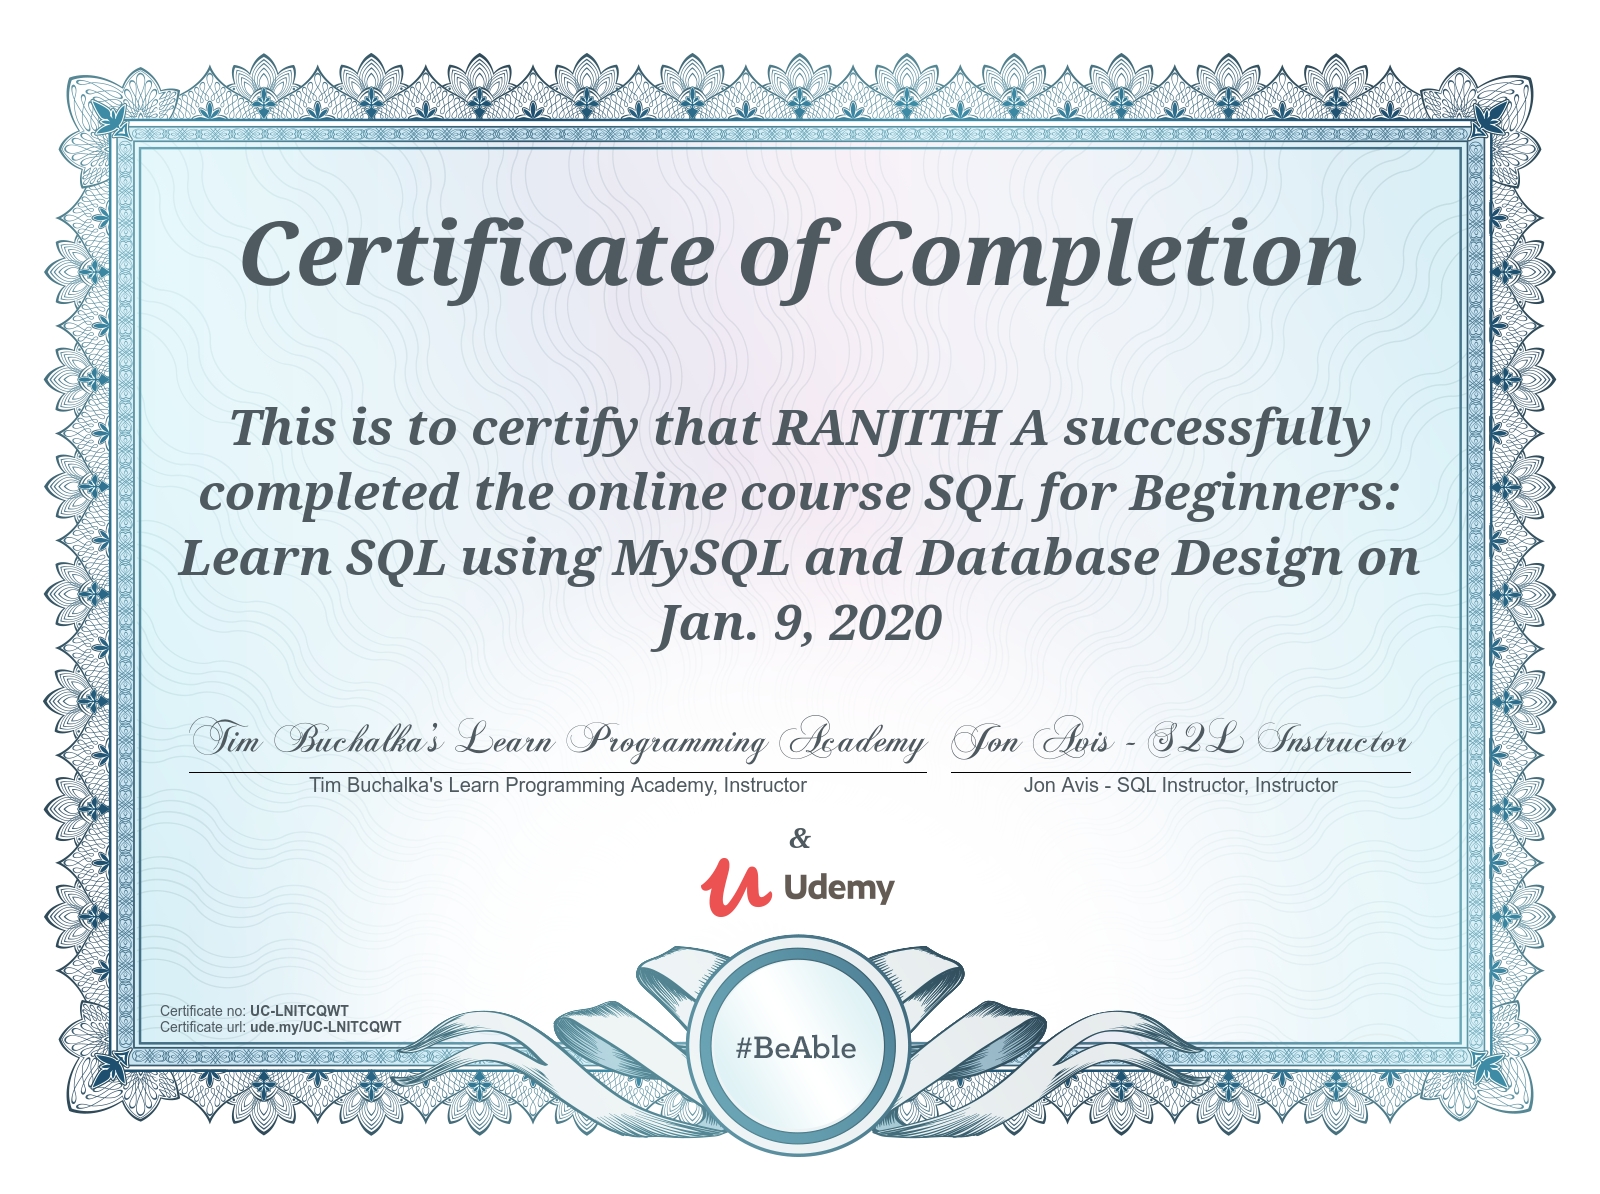 Certificate of Completion
This is to certify that RANJITH A successfully
completed the online course SQL for Beginners:
Learn SQL using MySQL and Database Design on
Jan. 9, 2020
Tim Buchalka's Learn Programming Academy
Jon Avis - SQL Instructor
Tim Buchalka's Learn Programming Academy, Instructor
Jon Avis - SQL Instructor, Instructor
&
Udemy
Certificate no: UC-LNITCQWT
Certificate url: ude.my/UC-LNITCQWT
#BeAble